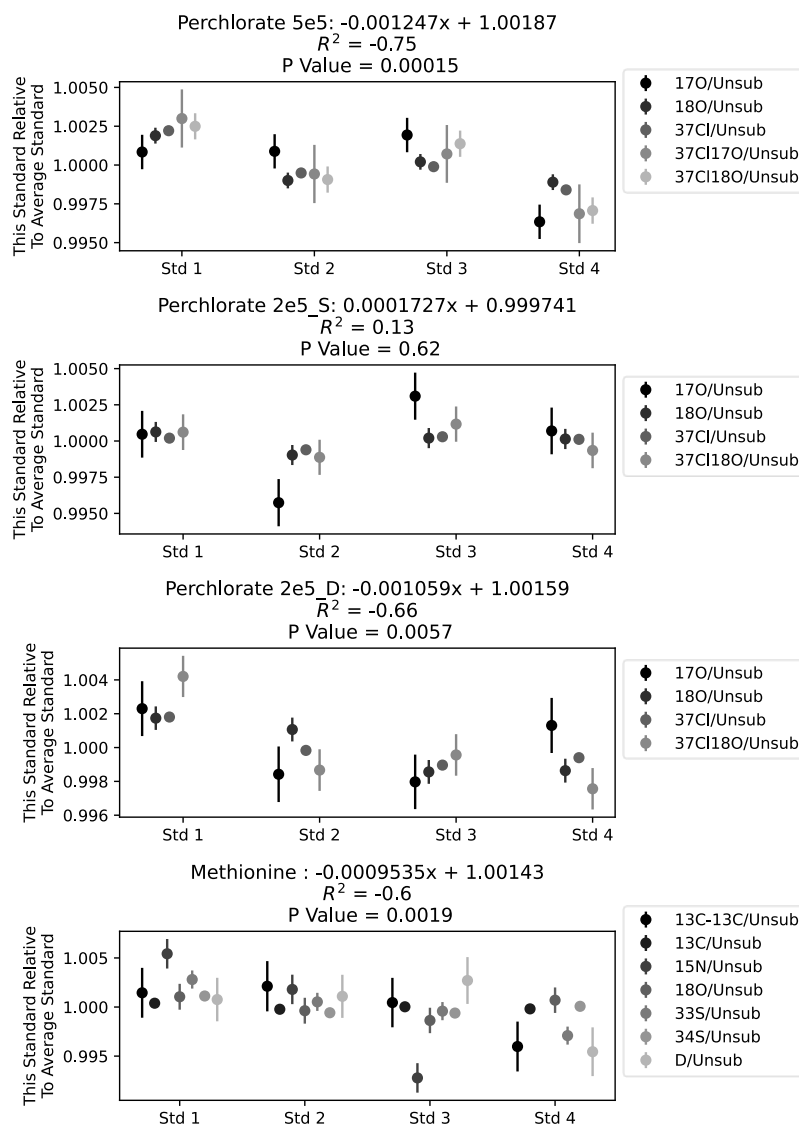 Perchlorate 5e5: -0.001247x + 1.00187
R² = -0.75
P Value = 0.00015
This Standard Relative
To Average Standard
1.0050
1.0025
1.0000
0.9975
0.9950
Std 1 Std 2 Std 3 Std 4
17O/Unsub
18O/Unsub
37Cl/Unsub
37Cl17O/Unsub
37Cl18O/Unsub
Perchlorate 2e5_S: 0.0001727x + 0.999741
R² = 0.13
P Value = 0.62
This Standard Relative
To Average Standard
1.0050
1.0025
1.0000
0.9975
0.9950
Std 1 Std 2 Std 3 Std 4
17O/Unsub
18O/Unsub
37Cl/Unsub
37Cl18O/Unsub
Perchlorate 2e5_D: -0.001059x + 1.00159
R² = -0.66
P Value = 0.0057
This Standard Relative
To Average Standard
1.004
1.002
1.000
0.998
0.996
Std 1 Std 2 Std 3 Std 4
17O/Unsub
18O/Unsub
37Cl/Unsub
37Cl18O/Unsub
Methionine : -0.0009535x + 1.00143
R² = -0.6
P Value = 0.0019
This Standard Relative
To Average Standard
1.005
1.000
0.995
Std 1 Std 2 Std 3 Std 4
13C-13C/Unsub
13C/Unsub
15N/Unsub
18O/Unsub
33S/Unsub
34S/Unsub
D/Unsub